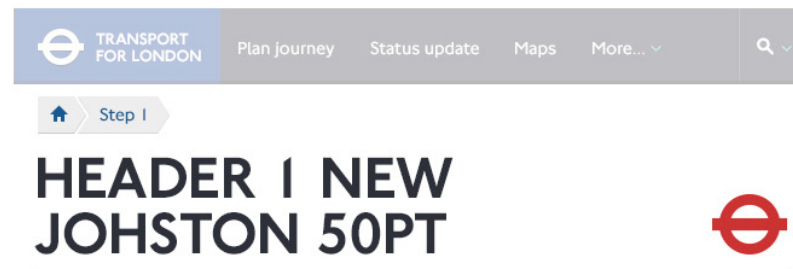 TRANSPORT
FOR LONDON
Plan journey Status update Maps More...
Step 1
HEADER 1 NEW
JOHSTON 50PT